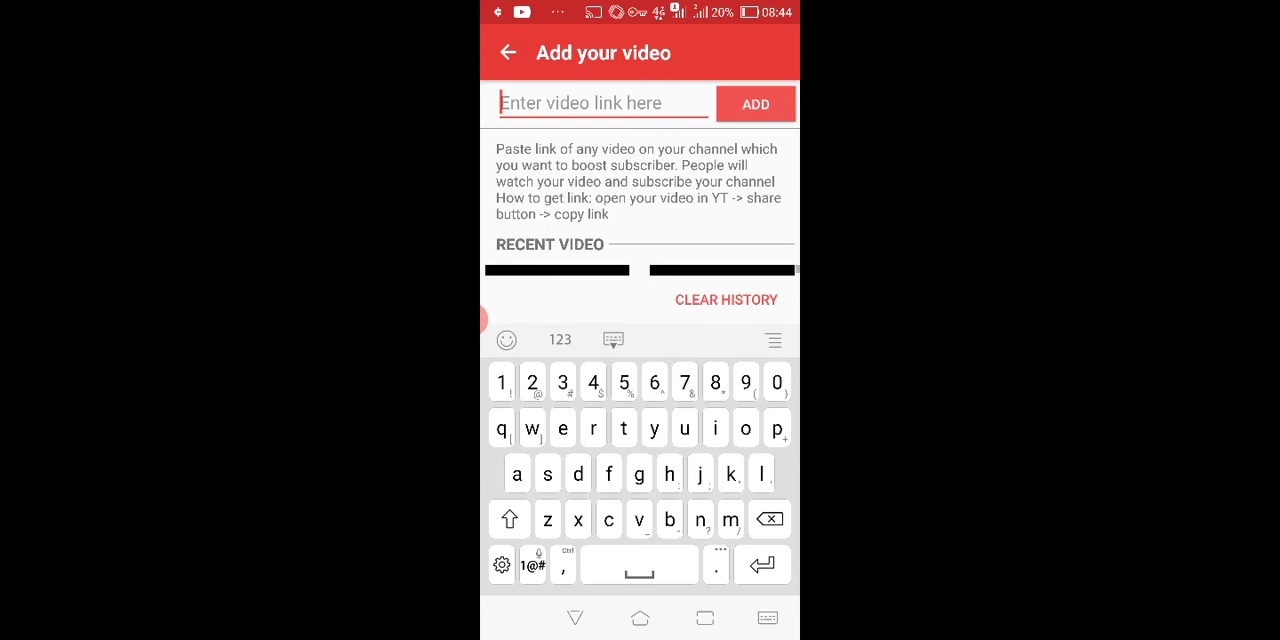 20% 08:44
Add your video
Enter video link here
ADD
Paste link of any video on your channel which
you want to boost subscriber. People will
watch your video and subscribe your channel
How to get link: open your video in YT -> share
button -> copy link
RECENT VIDEO
CLEAR HISTORY
123
1 2 3 4 5 6 7 8 9 0
q w e r t y u i o p
a s d f g h j k l
z x c v b n m
1@# Ctrl , .